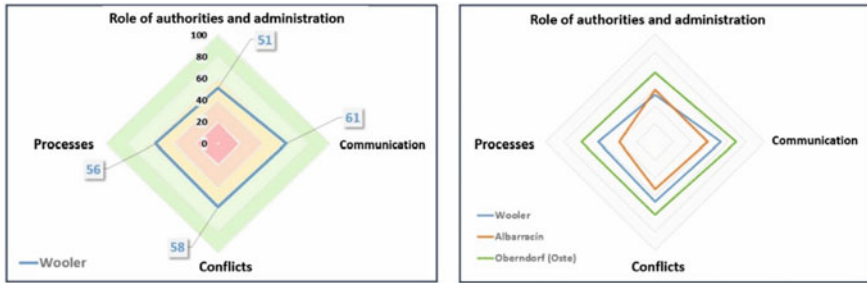 Role of authorities and administration
100
51
80
60
40
20
61
0
Processes
Communication
56
58
Wooler
Conflicts
Role of authorities and administration
Processes
Communication
Wooler
Albarracín
Oberndorf (Oste)
Conflicts